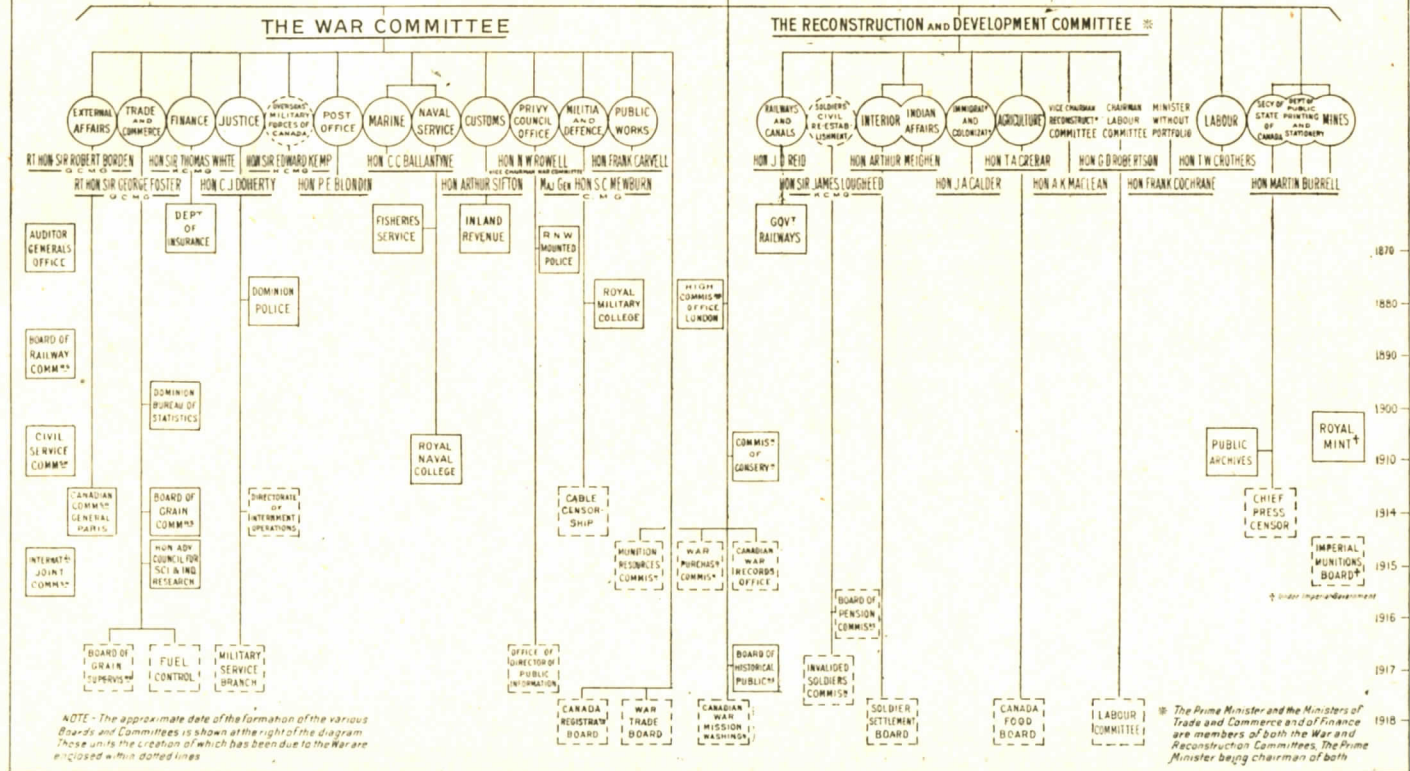 THE WAR COMMITTEE
THE RECONSTRUCTION AND DEVELOPMENT COMMITTEE ※
EXTERNAL
AFFAIRS
TRADE
AND
COMMERCE
FINANCE
JUSTICE
OVERSEAS
MILITARY
FORCES OF
CANADA
POST
OFFICE
MARINE
NAVAL
SERVICE
CUSTOMS
PRIVY
COUNCIL
OFFICE
MILITIA
AND
DEFENCE
PUBLIC
WORKS
RAILWAYS
AND
CANALS
SOLDIERS'
CIVIL
RE-ESTAB-
LISHMENT
INTERIOR
INDIAN
AFFAIRS
IMMIGRATN
AND
COLONIZATN
AGRICULTURE
VICE CHAIRMAN
RECONSTRUCTN
COMMITTEE
CHAIRMAN
LABOUR
COMMITTEE
MINISTER
WITHOUT
PORTFOLIO
LABOUR
SECY OF
STATE
OF
CANADA
DEPT OF
PUBLIC
PRINTING
AND
STATIONERY
MINES
RT HON SIR ROBERT BORDEN
G C M G
HON SIR THOMAS WHITE
K C M G
HON SIR EDWARD KEMP
K C M G
HON C C BALLANTYNE
HON N W ROWELL
VICE CHAIRMAN WAR COMMITTEE
HON FRANK CARVELL
HON J D REID
HON ARTHUR MEIGHEN
HON T A CRERAR
HON G D ROBERTSON
HON T W CROTHERS
RT HON SIR GEORGE FOSTER
G C M G
HON C J DOHERTY
HON P E BLONDIN
HON ARTHUR SIFTON
MAJ GEN HON S C MEWBURN
C M G
HON SIR JAMES LOUGHEED
K C M G
HON J A CALDER
HON A K MACLEAN
HON FRANK COCHRANE
HON MARTIN BURRELL
AUDITOR
GENERALS
OFFICE
DEPT
OF
INSURANCE
FISHERIES
SERVICE
INLAND
REVENUE
R N W
MOUNTED
POLICE
GOVT
RAILWAYS
1870
DOMINION
POLICE
ROYAL
MILITARY
COLLEGE
HIGH
COMMISRS
OFFICE
LONDON
1880
BOARD OF
RAILWAY
COMMRS
1890
DOMINION
BUREAU OF
STATISTICS
1900
CIVIL
SERVICE
COMMN
ROYAL
NAVAL
COLLEGE
COMMISN
OF
CONSERVN
PUBLIC
ARCHIVES
ROYAL
MINT†
1910
CANADIAN
COMMR
GENERAL
PARIS
BOARD OF
GRAIN
COMMRS
DIRECTORATE
OF
INTERNMENT
OPERATIONS
CABLE
CENSOR-
SHIP
CHIEF
PRESS
CENSOR
1914
INTERNATL
JOINT
COMMN
HON ADV
COUNCIL FOR
SCI & IND
RESEARCH
MUNITION
RESOURCES
COMMISN
WAR
PURCHASG
COMMISN
CANADIAN
WAR
RECORDS
OFFICE
IMPERIAL
MUNITIONS
BOARD†
1915
† Under Imperial Government
BOARD OF
PENSION
COMMISRS
1916
BOARD OF
GRAIN
SUPERVISRS
FUEL
CONTROL
MILITARY
SERVICE
BRANCH
OFFICE OF
DIRECTOR OF
PUBLIC
INFORMATION
BOARD OF
HISTORICAL
PUBLICNS
INVALIDED
SOLDIERS
COMMISN
1917
CANADA
REGISTRATN
BOARD
WAR
TRADE
BOARD
CANADIAN
WAR
MISSION
WASHINGTN
SOLDIER
SETTLEMENT
BOARD
CANADA
FOOD
BOARD
LABOUR
COMMITTEE
1918
NOTE - The approximate date of the formation of the various
Boards and Committees is shown at the right of the diagram
Those units the creation of which has been due to the War are
enclosed within dotted lines
※ The Prime Minister and the Ministers of
Trade and Commerce and of Finance
are members of both the War and
Reconstruction Committees, The Prime
Minister being chairman of both